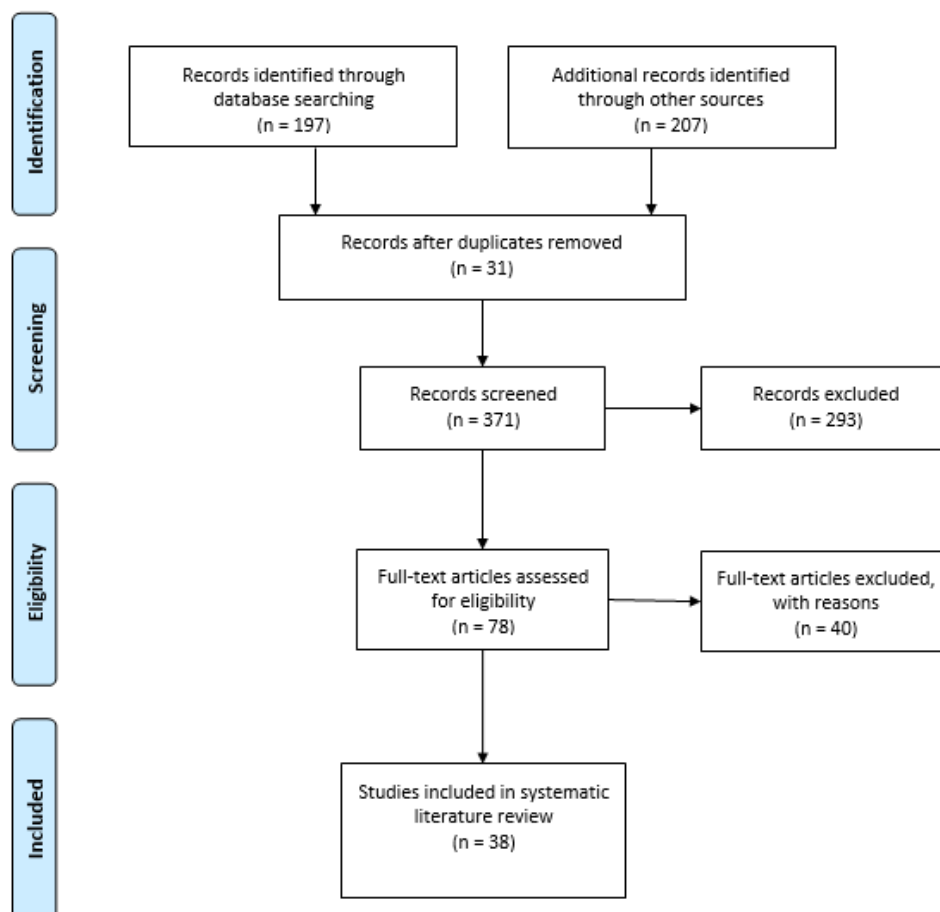 Identification
Records identified through
database searching
(n = 197)
Additional records identified
through other sources
(n = 207)
Records after duplicates removed
(n = 31)
Screening
Records screened
(n = 371)
Records excluded
(n = 293)
Eligibility
Full-text articles assessed
for eligibility
(n = 78)
Full-text articles excluded,
with reasons
(n = 40)
Included
Studies included in systematic
literature review
(n = 38)